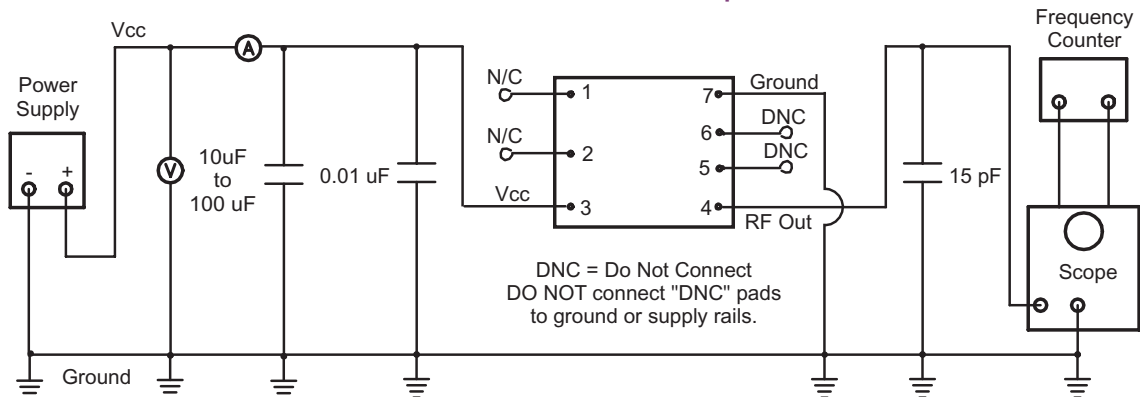 Vcc
Power
Supply
-
+
A
V
10uF
to
100 uF
0.01 uF
N/C
N/C
Vcc
1
2
3
7
6
5
4
Ground
DNC
DNC
RF Out
DNC = Do Not Connect
DO NOT connect "DNC" pads
to ground or supply rails.
15 pF
Frequency
Counter
Scope
Ground